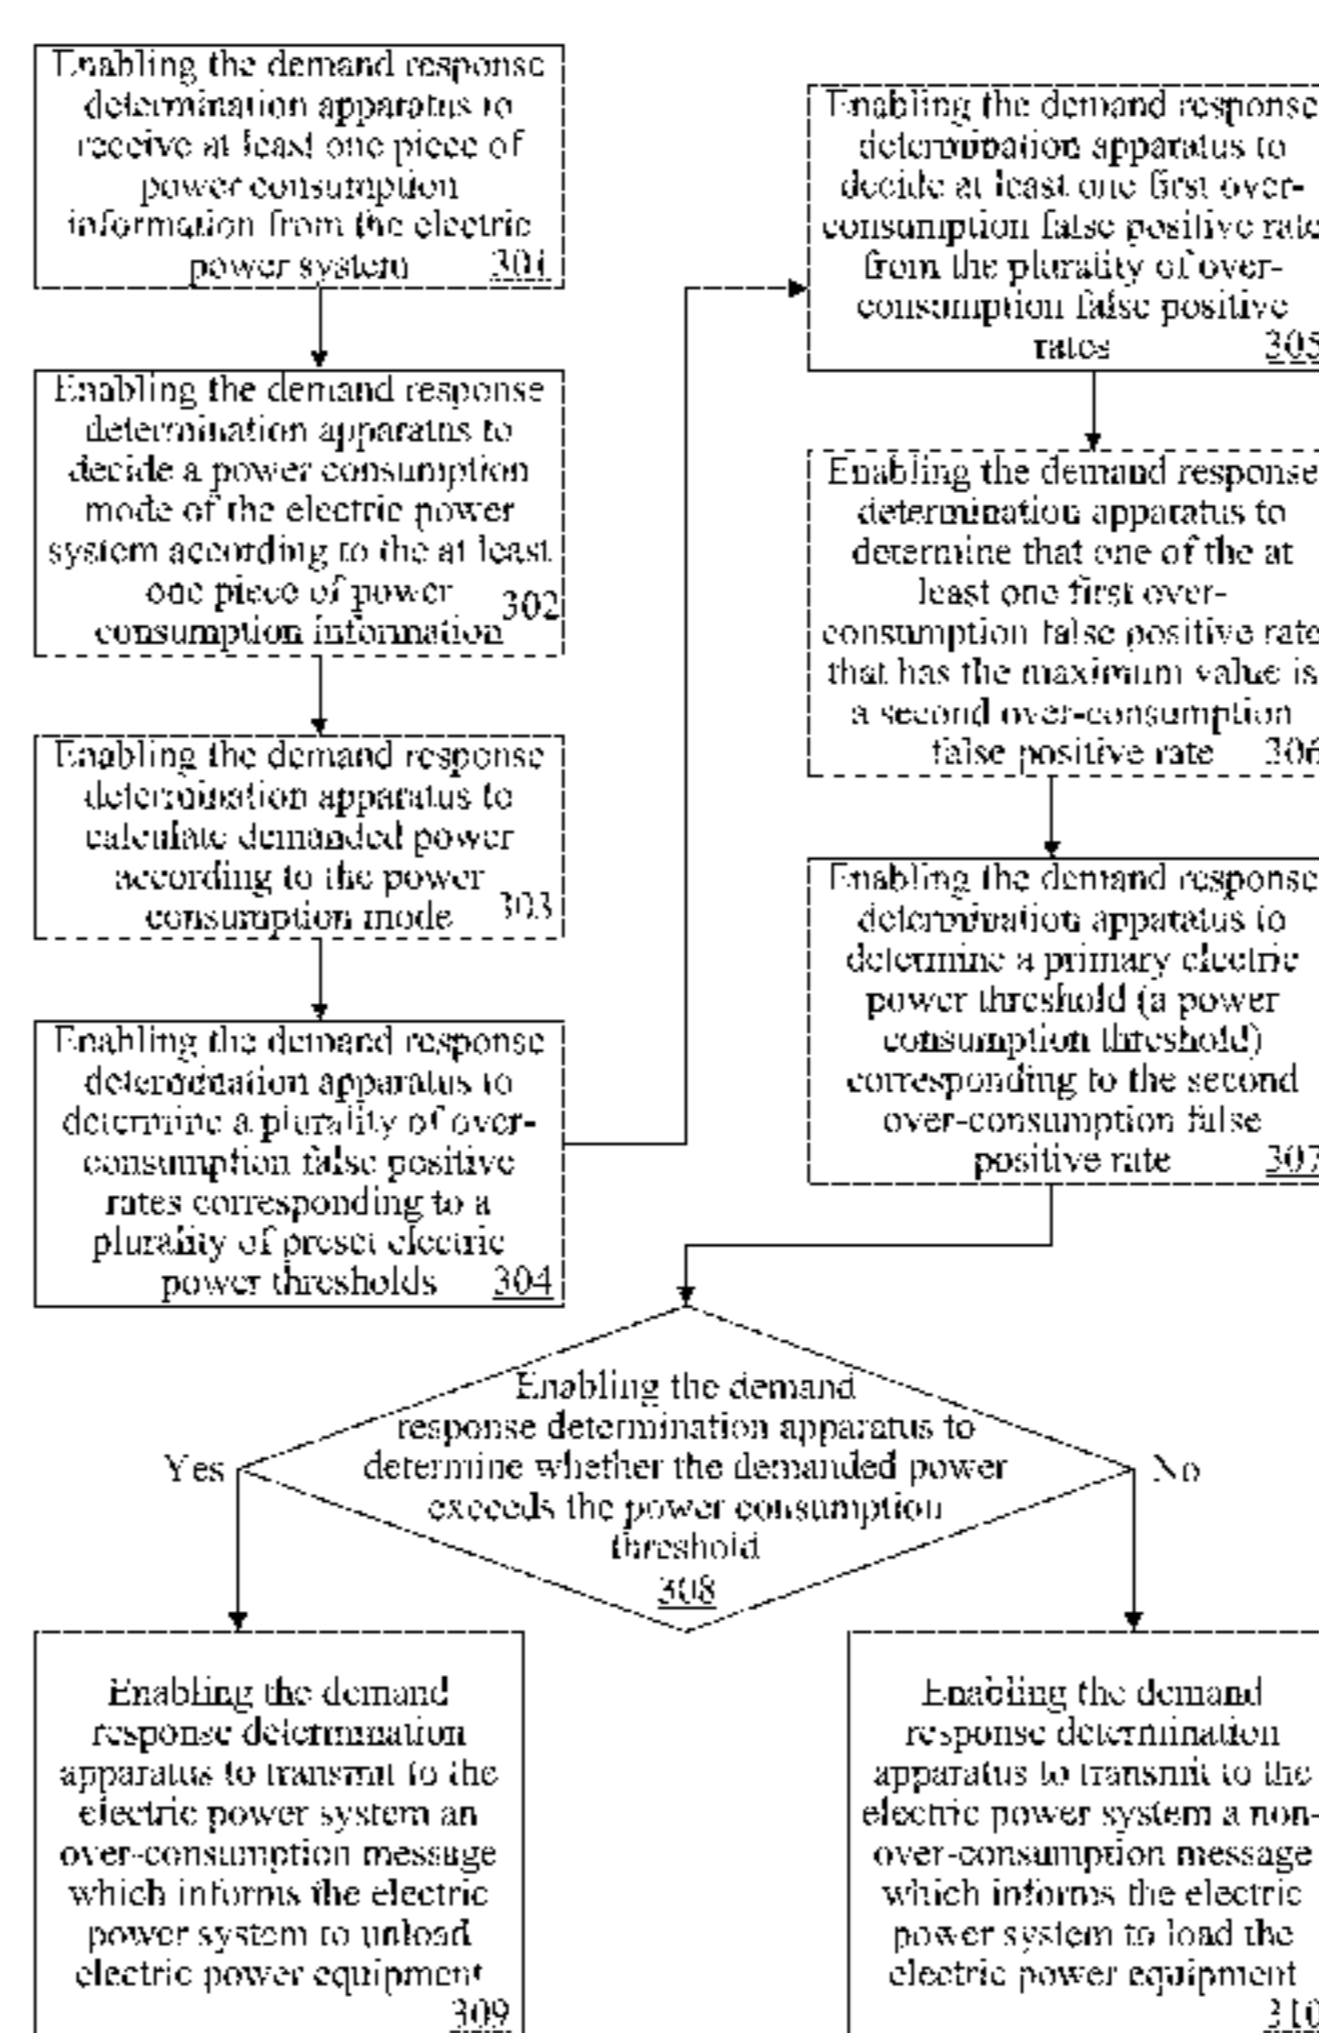 Enabling the demand response
determination apparatus to
receive at least one piece of
power consumption
information from the electric
power system 301
Enabling the demand response
determination apparatus to
decide a power consumption
mode of the electric power
system according to the at least
one piece of power 302
consumption information
Enabling the demand response
determination apparatus to
calculate demanded power
according to the power
consumption mode 303
Enabling the demand response
determination apparatus to
determine a plurality of over-
consumption false positive
rates corresponding to a
plurality of preset electric
power thresholds 304
Enabling the demand response
determination apparatus to
decide at least one first over-
consumption false positive rate
from the plurality of over-
consumption false positive
rates 305
Enabling the demand response
determination apparatus to
determine that one of the at
least one first over-
consumption false positive rate
that has the maximum value is
a second over-consumption
false positive rate 306
Enabling the demand response
determination apparatus to
determine a primary electric
power threshold (a power
consumption threshold)
corresponding to the second
over-consumption false
positive rate 307
Enabling the demand
response determination apparatus to
Yes determine whether the demanded power No
exceeds the power consumption
threshold
308
Enabling the demand
response determination
apparatus to transmit to the
electric power system an
over-consumption message
which informs the electric
power system to unload
electric power equipment
309
Enabling the demand
response determination
apparatus to transmit to the
electric power system a non-
over-consumption message
which informs the electric
power system to load the
electric power equipment
310